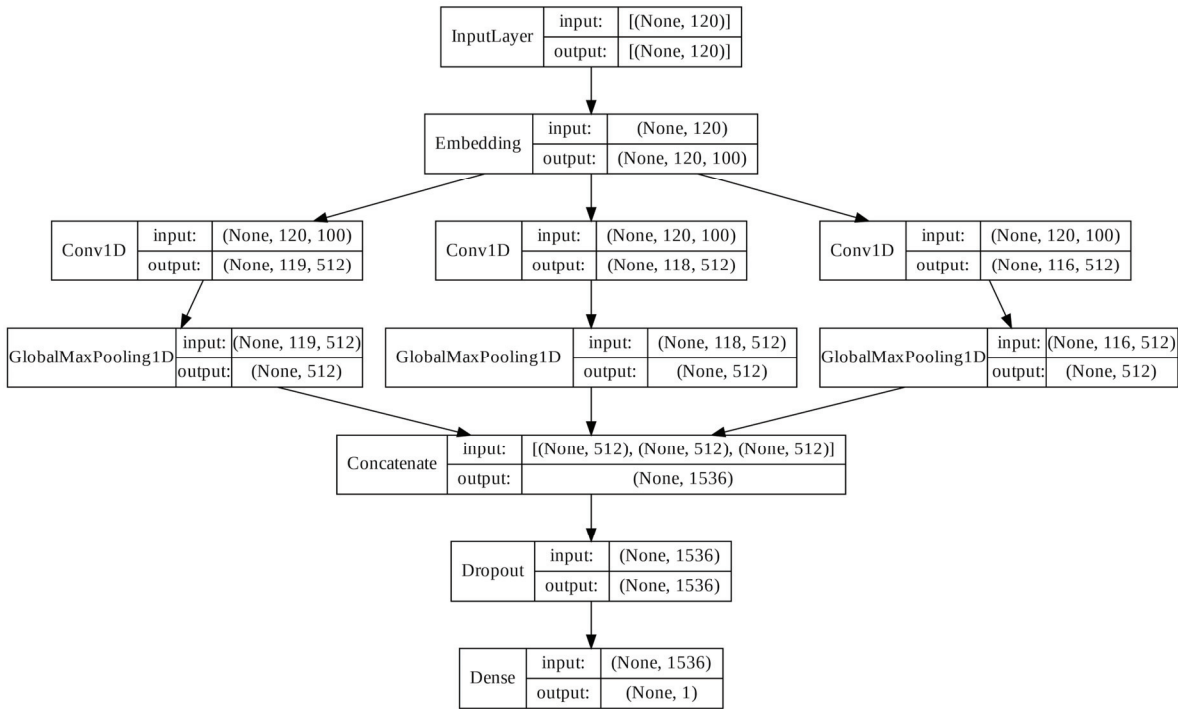 InputLayer
input: [(None, 120)]
output: [(None, 120)]
Embedding
input: (None, 120)
output: (None, 120, 100)
Conv1D
input: (None, 120, 100)
output: (None, 119, 512)
Conv1D
input: (None, 120, 100)
output: (None, 118, 512)
Conv1D
input: (None, 120, 100)
output: (None, 116, 512)
GlobalMaxPooling1D
input: (None, 119, 512)
output: (None, 512)
GlobalMaxPooling1D
input: (None, 118, 512)
output: (None, 512)
GlobalMaxPooling1D
input: (None, 116, 512)
output: (None, 512)
Concatenate
input: [(None, 512), (None, 512), (None, 512)]
output: (None, 1536)
Dropout
input: (None, 1536)
output: (None, 1536)
Dense
input: (None, 1536)
output: (None, 1)